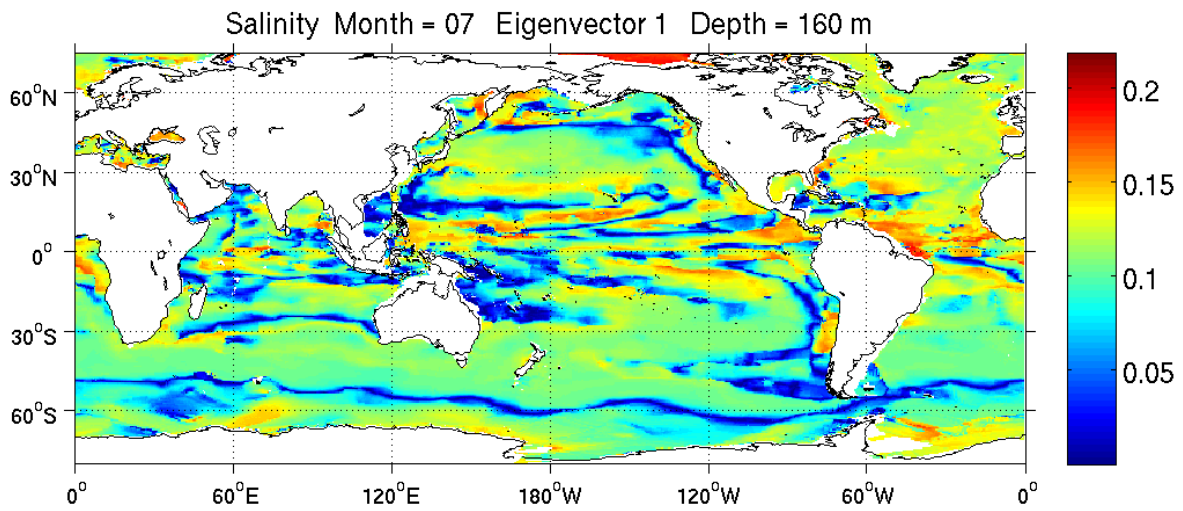 Salinity Month = 07 Eigenvector 1 Depth = 160 m
60°N
30°N
0°
30°S
60°S
0° 60°E 120°E 180°W 120°W 60°W 0°
0.2
0.15
0.1
0.05